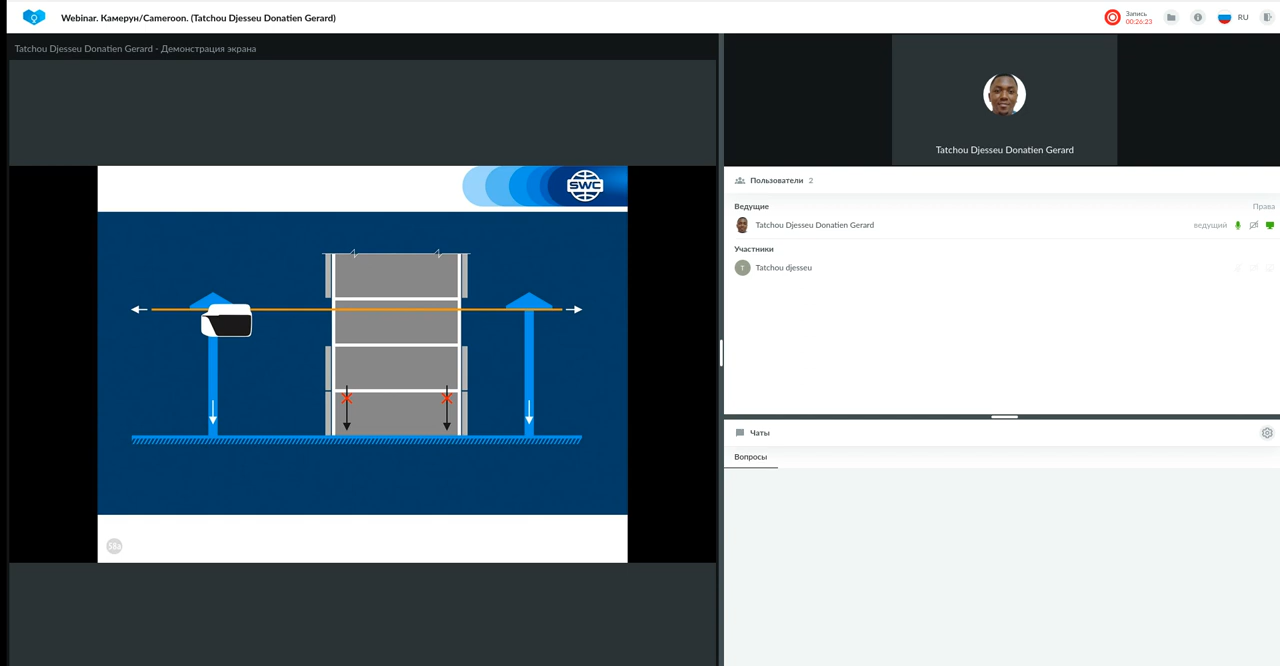 Webinar. Камерун/Cameroon. (Tatchou Djesseu Donatien Gerard)
Запись
00:26:23
RU
Tatchou Djesseu Donatien Gerard - Демонстрация экрана
SWC
58a
Tatchou Djesseu Donatien Gerard
Пользователи 2
Ведущие Права
Tatchou Djesseu Donatien Gerard ведущий
Участники
T Tatchou djesseu
Чаты
Вопросы